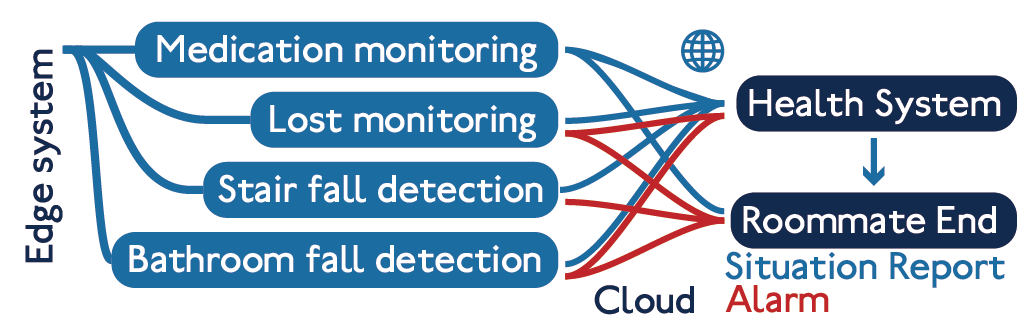 Edge system
Medication monitoring
Lost monitoring
Stair fall detection
Bathroom fall detection
Cloud
Health System
Roommate End
Situation Report
Alarm